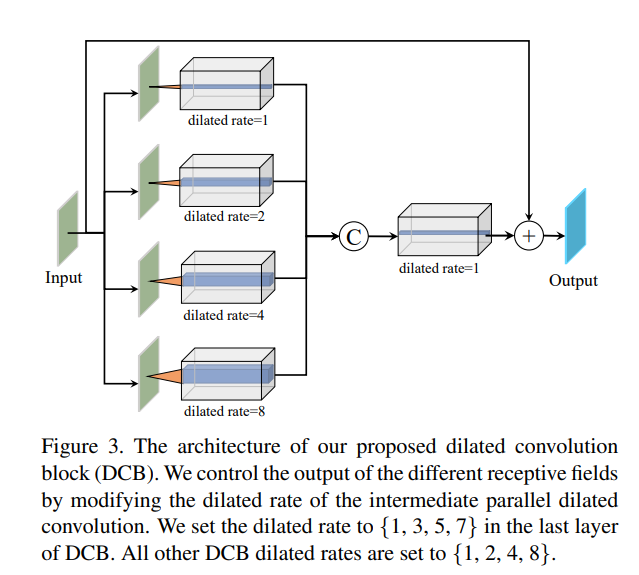 dilated rate=1
dilated rate=2
C
dilated rate=1
+
Input
Output
dilated rate=4
dilated rate=8
Figure 3. The architecture of our proposed dilated convolution
block (DCB). We control the output of the different receptive fields
by modifying the dilated rate of the intermediate parallel dilated
convolution. We set the dilated rate to {1, 3, 5, 7} in the last layer
of DCB. All other DCB dilated rates are set to {1, 2, 4, 8}.